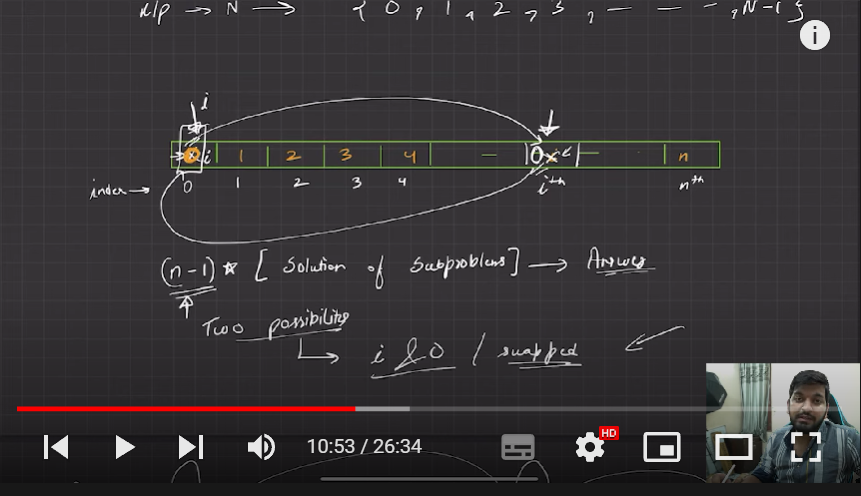 I/p → N → { 0, 1, 2, 3, — — —, N-1 }
i
i 1 2 3 4 — 0 — n
index → 0 1 2 3 4 i th n th
(n-1) * [ Solution of Subproblems ] → Answer
Two possibilities
i & 0 / swapped
10:53 / 26:34
HD